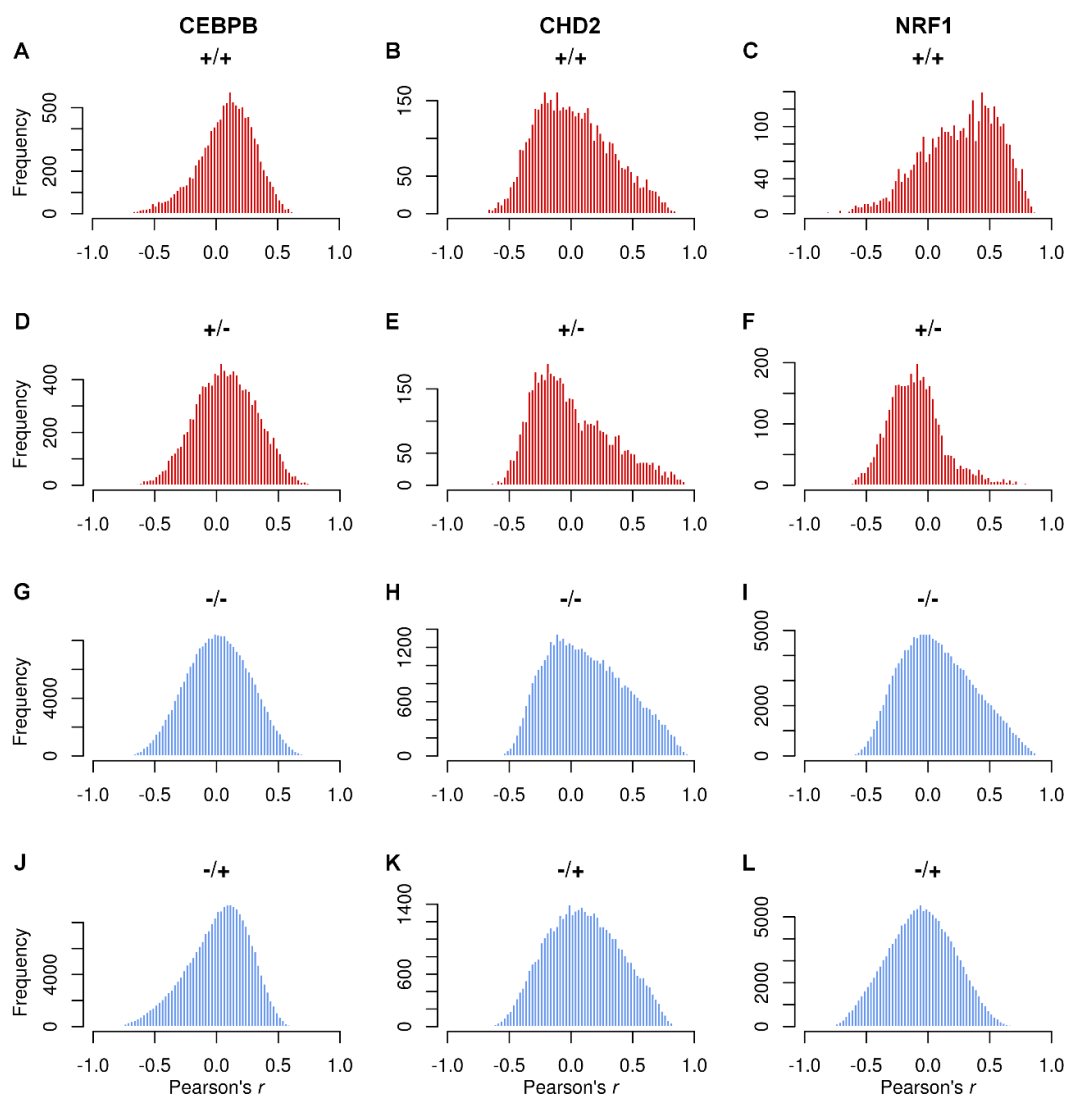 CEBPB CHD2 NRF1
A +/+ B +/+ C +/+
Frequency
0 200 500
0 50 150
0 40 100
-1.0 -0.5 0.0 0.5 1.0 -1.0 -0.5 0.0 0.5 1.0 -1.0 -0.5 0.0 0.5 1.0
D +/- E +/- F +/-
Frequency
0 200 400
0 50 150
0 100 200
-1.0 -0.5 0.0 0.5 1.0 -1.0 -0.5 0.0 0.5 1.0 -1.0 -0.5 0.0 0.5 1.0
G -/- H -/- I -/-
Frequency
0 4000
0 600 1200
0 2000 5000
-1.0 -0.5 0.0 0.5 1.0 -1.0 -0.5 0.0 0.5 1.0 -1.0 -0.5 0.0 0.5 1.0
J -/+ K -/+ L -/+
Frequency
0 4000
0 600 1400
0 2000 5000
-1.0 -0.5 0.0 0.5 1.0 -1.0 -0.5 0.0 0.5 1.0 -1.0 -0.5 0.0 0.5 1.0
Pearson's r Pearson's r Pearson's r